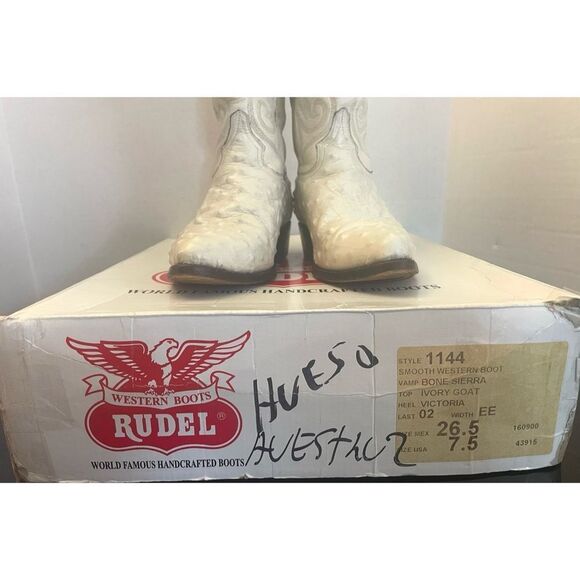 WORLD FAMOUS HANDCRAFTED BOOTS
WESTERN BOOTS
RUDEL ®
WORLD FAMOUS HANDCRAFTED BOOTS
HUESO
AVESTRUZ
STYLE 1144
SMOOTH WESTERN BOOT
VAMP BONE SIERRA
TOP IVORY GOAT
HEEL VICTORIA
LAST 02 WIDTH EE
SIZE MEX 26.5 160900
SIZE USA 7.5 43915